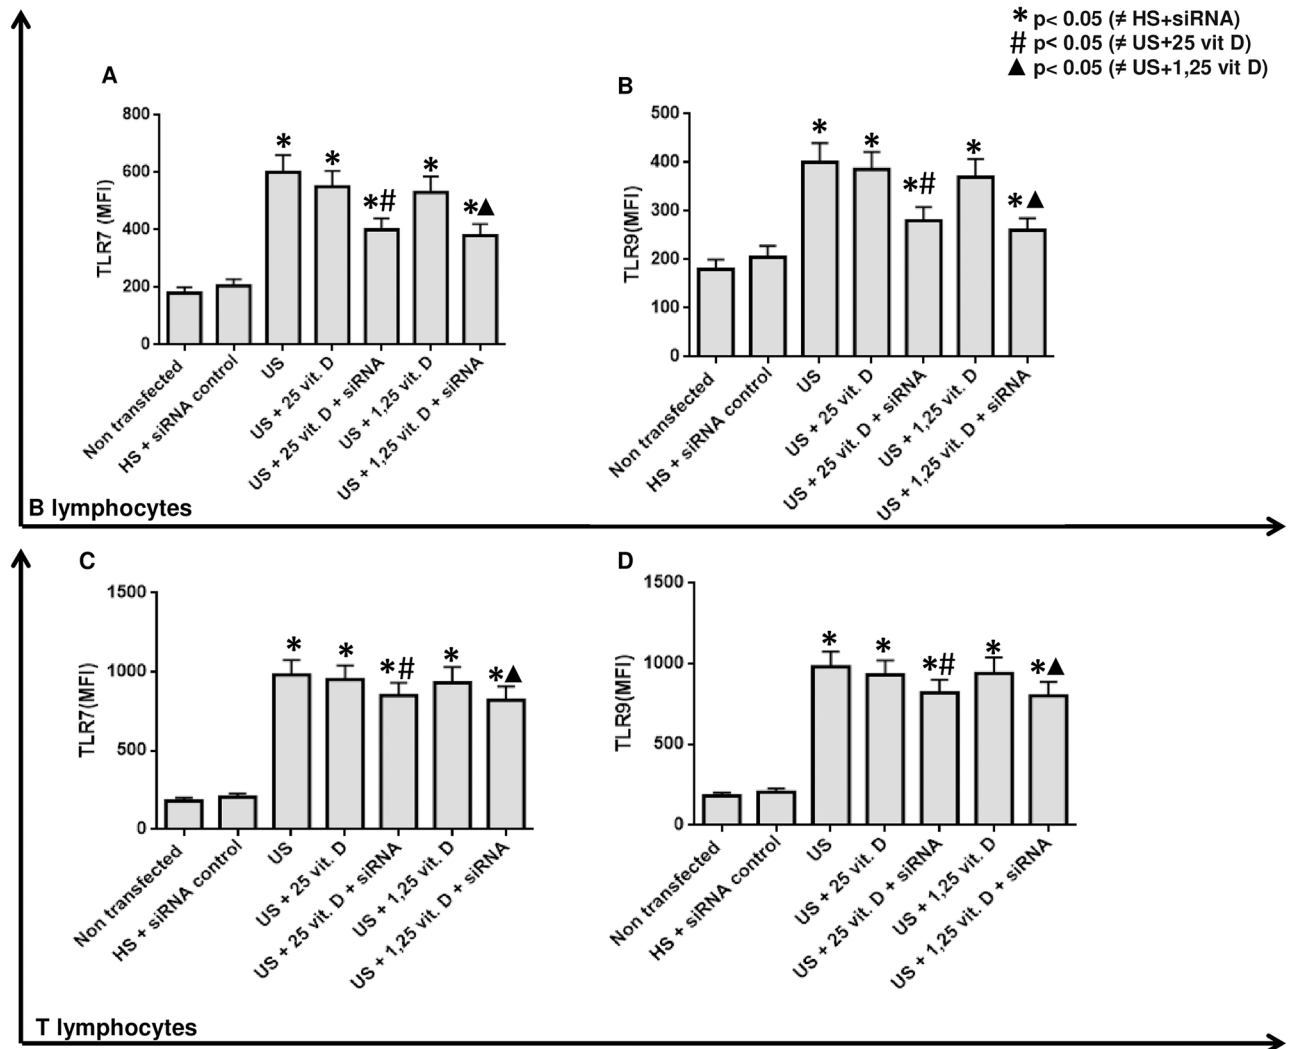 * p< 0.05 (≠ HS+siRNA)
# p< 0.05 (≠ US+25 vit D)
▲ p< 0.05 (≠ US+1,25 vit D)
A
800
600
400
200
0
TLR7 (MFI)
*
*
*#
*
*▲
Non transfected
HS + siRNA control
US
US + 25 vit. D
US + 25 vit. D + siRNA
US + 1,25 vit. D
US + 1,25 vit. D + siRNA
B
500
400
300
200
100
0
TLR9(MFI)
*
*
*#
*
*▲
Non transfected
HS + siRNA control
US
US + 25 vit. D
US + 25 vit. D + siRNA
US + 1,25 vit. D
US + 1,25 vit. D + siRNA
B lymphocytes
C
1500
1000
500
0
TLR7(MFI)
*
*
*#
*
*▲
Non transfected
HS + siRNA control
US
US + 25 vit. D
US + 25 vit. D + siRNA
US + 1,25 vit. D
US + 1,25 vit. D + siRNA
D
1500
1000
500
0
TLR9(MFI)
*
*
*#
*
*▲
Non transfected
HS + siRNA control
US
US + 25 vit. D
US + 25 vit. D + siRNA
US + 1,25 vit. D
US + 1,25 vit. D + siRNA
T lymphocytes